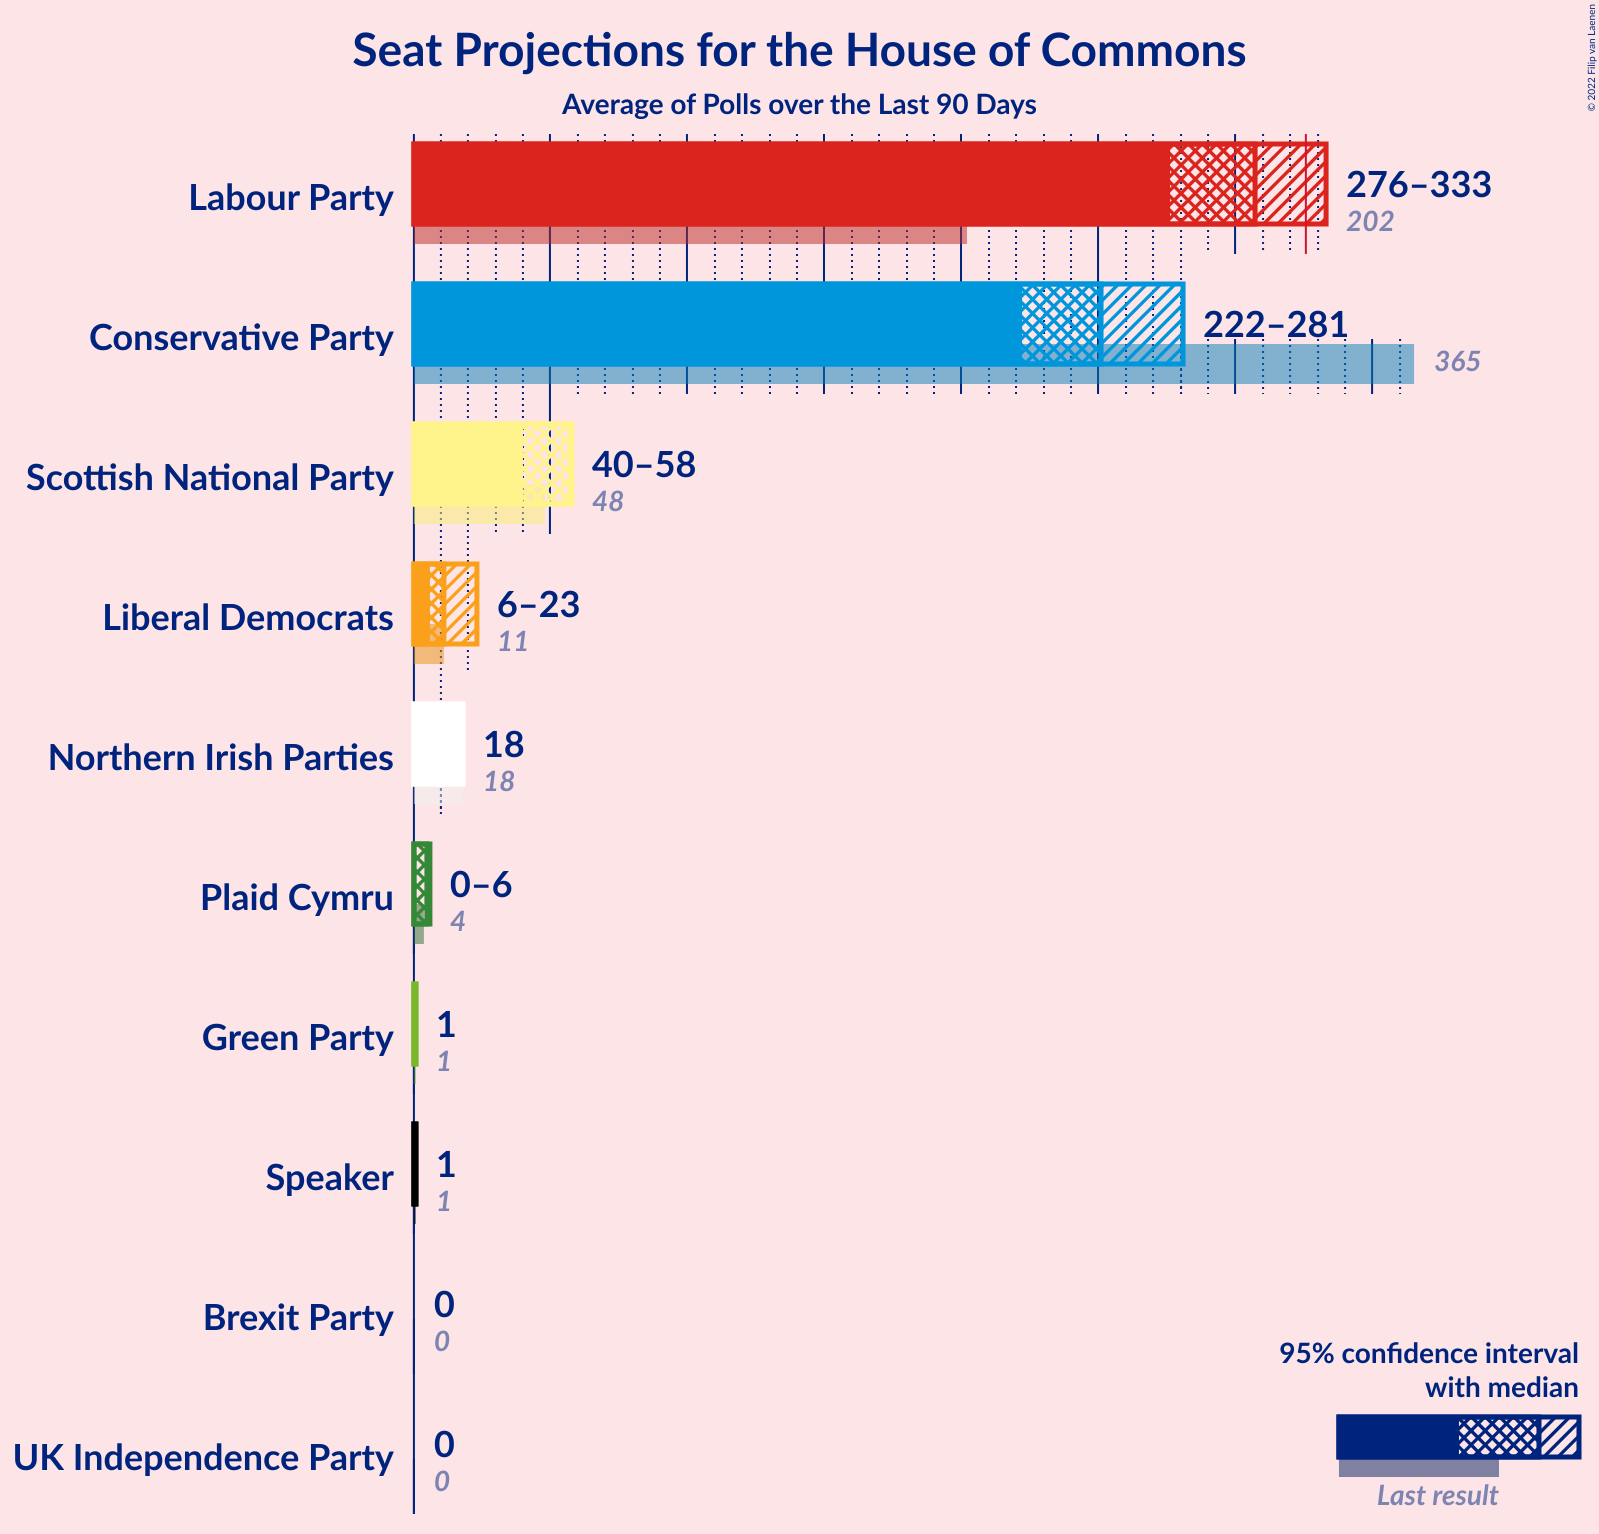 Seat Projections for the House of Commons
Average of Polls over the Last 90 Days
© 2022 Filip van Laenen
Labour Party
276–333
202
Conservative Party
222–281
365
Scottish National Party
40–58
48
Liberal Democrats
6–23
11
Northern Irish Parties
18
18
Plaid Cymru
0–6
4
Green Party
1
1
Speaker
1
1
Brexit Party
0
0
UK Independence Party
0
0
95% confidence interval
with median
Last result